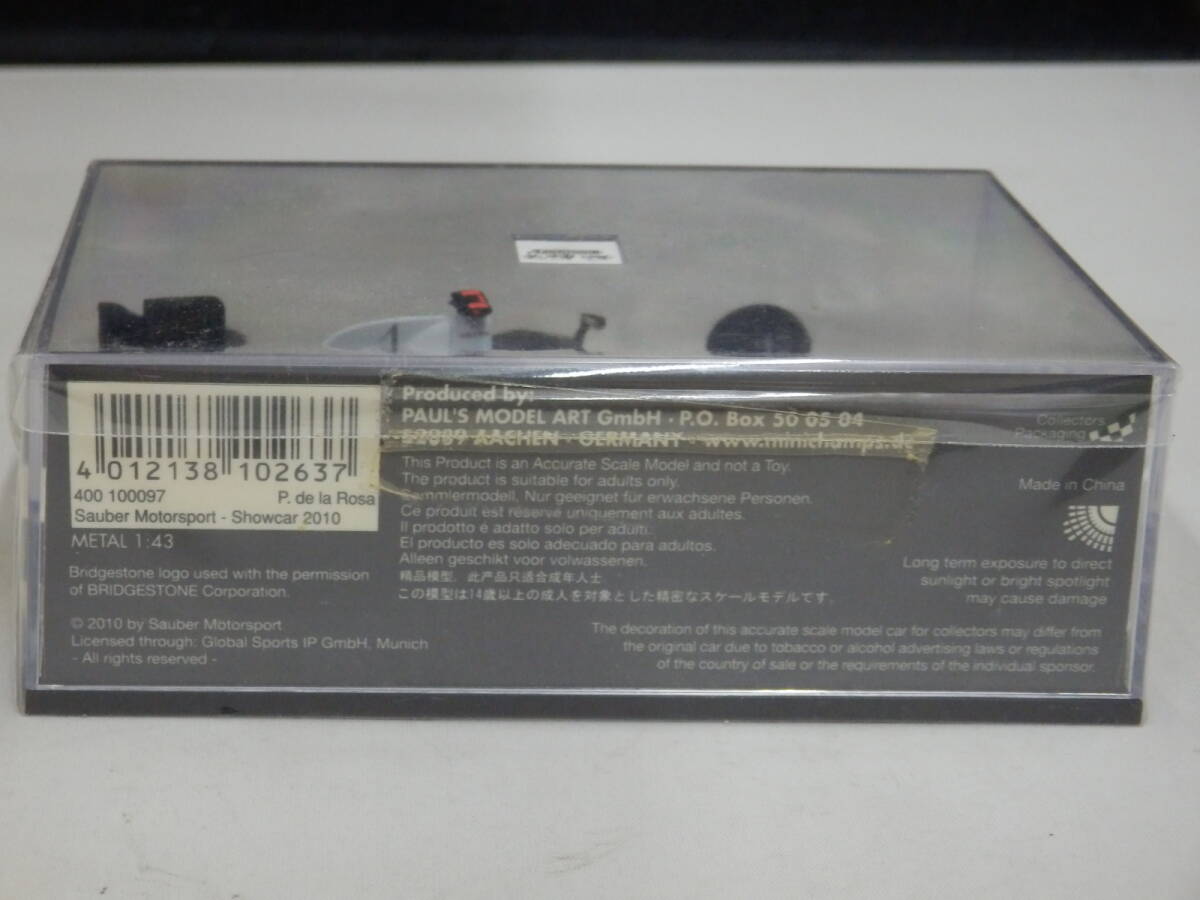 4 012138 102637
400 100097 P. de la Rosa
Sauber Motorsport - Showcar 2010
METAL 1:43
Bridgestone logo used with the permission
of BRIDGESTONE Corporation.
© 2010 by Sauber Motorsport
Licensed through: Global Sports IP GmbH, Munich
- All rights reserved -
Produced by:
PAUL'S MODEL ART GmbH · P.O. Box 50 05 04
52089 AACHEN · GERMANY · www.minichamps.de
This Product is an Accurate Scale Model and not a Toy.
The product is suitable for adults only.
Sammlermodell, Nur geeignet für erwachsene Personen.
Ce produit est réservé uniquement aux adultes.
Il prodotto é adatto solo per adulti.
El producto es solo adecuado para adultos.
Alleen geschikt voor volwassenen.
精品模型，此产品只适合成年人士
この模型は14歳以上の成人を対象とした精密なスケールモデルです.
Collectors
Packaging
Made in China
Long term exposure to direct
sunlight or bright spotlight
may cause damage
The decoration of this accurate scale model car for collectors may differ from
the original car due to tobacco or alcohol advertising laws or regulations
of the country of sale or the requirements of the individual sponsor.